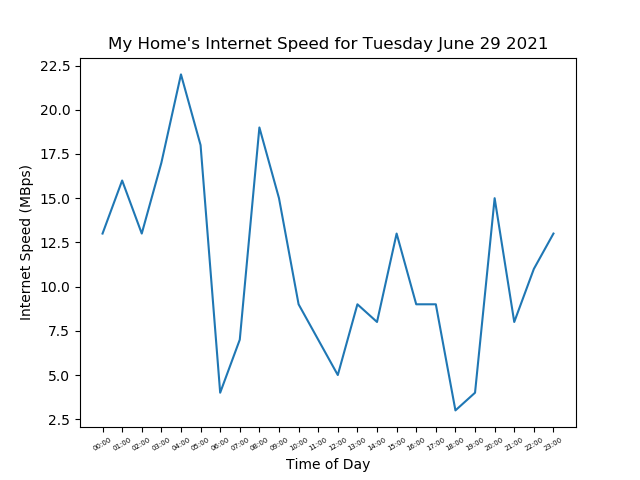 My Home's Internet Speed for Tuesday June 29 2021
22.5
20.0
17.5
15.0
12.5
10.0
7.5
5.0
2.5
Internet Speed (MBps)
00:00 01:00 02:00 03:00 04:00 05:00 06:00 07:00 08:00 09:00 10:00 11:00 12:00 13:00 14:00 15:00 16:00 17:00 18:00 19:00 20:00 21:00 22:00 23:00
Time of Day